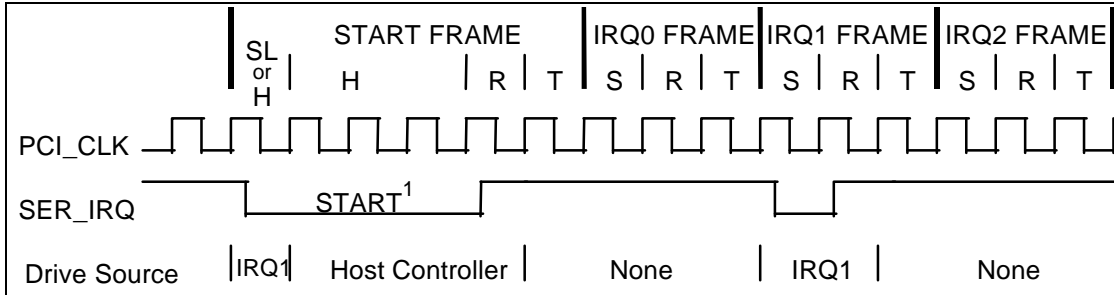 START FRAME IRQ0 FRAME IRQ1 FRAME IRQ2 FRAME
SL
or
H
H R T S R T S R T S R T
PCI_CLK
SER_IRQ START1
Drive Source IRQ1 Host Controller None IRQ1 None